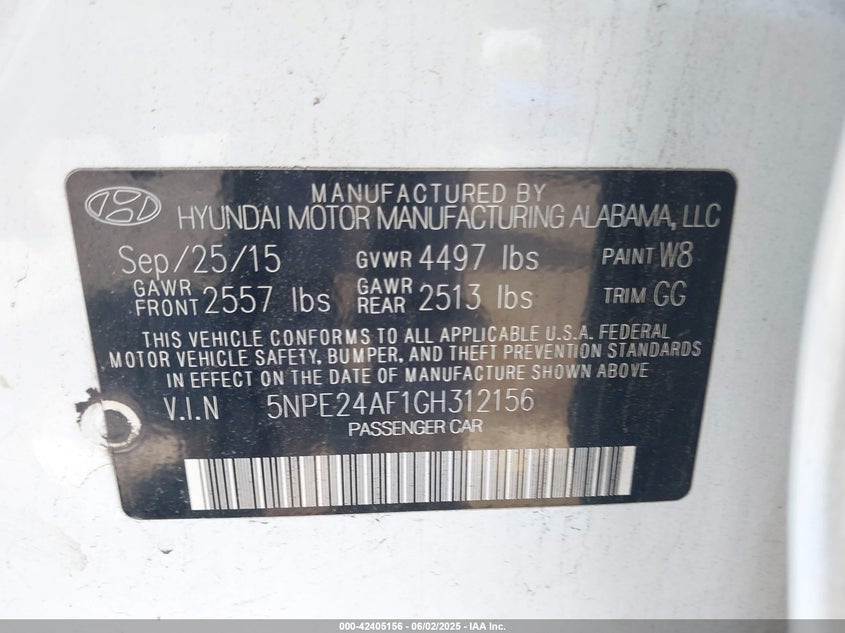 MANUFACTURED BY
HYUNDAI MOTOR MANUFACTURING ALABAMA, LLC
Sep/25/15 GVWR 4497 lbs PAINT W8
GAWR FRONT 2557 lbs GAWR REAR 2513 lbs TRIM GG
THIS VEHICLE CONFORMS TO ALL APPLICABLE U.S.A. FEDERAL
MOTOR VEHICLE SAFETY, BUMPER, AND THEFT PREVENTION STANDARDS
IN EFFECT ON THE DATE OF MANUFACTURE SHOWN ABOVE.
V.I.N 5NPE24AF1GH312156
PASSENGER CAR
000-42405156 - 06/02/2025 - IAA Inc.